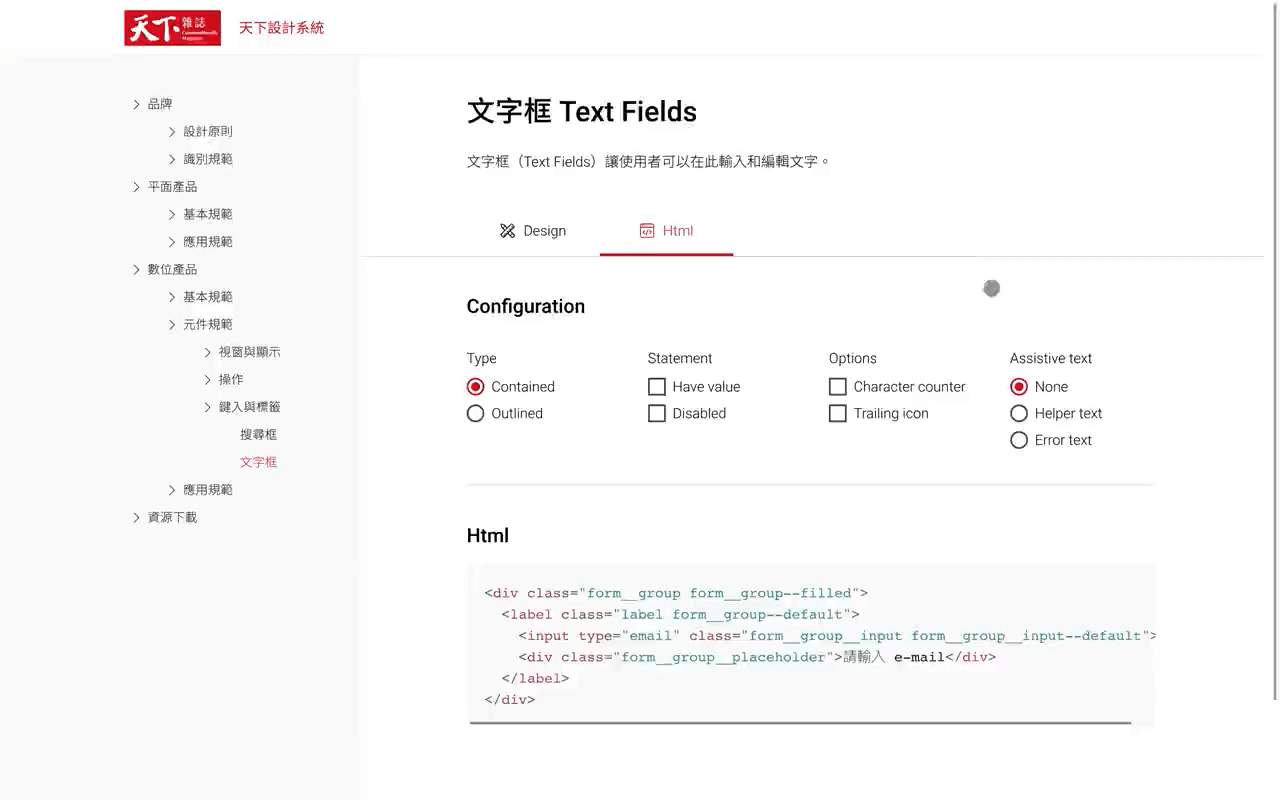 天下 雜誌
天下設計系統
品牌
設計原則
識別規範
平面產品
基本規範
應用規範
數位產品
基本規範
元件規範
視窗與顯示
操作
鍵入與標籤
搜尋框
文字框
應用規範
資源下載
文字框 Text Fields
文字框（Text Fields）讓使用者可以在此輸入和編輯文字。
Design
Html
Configuration
Type
Contained
Outlined
Statement
Have value
Disabled
Options
Character counter
Trailing icon
Assistive text
None
Helper text
Error text
Html
<div class="form__group form__group--filled">
<label class="label form__group--default">
<input type="email" class="form__group__input form__group__input--default">
<div class="form__group__placeholder">請輸入 e-mail</div>
</label>
</div>